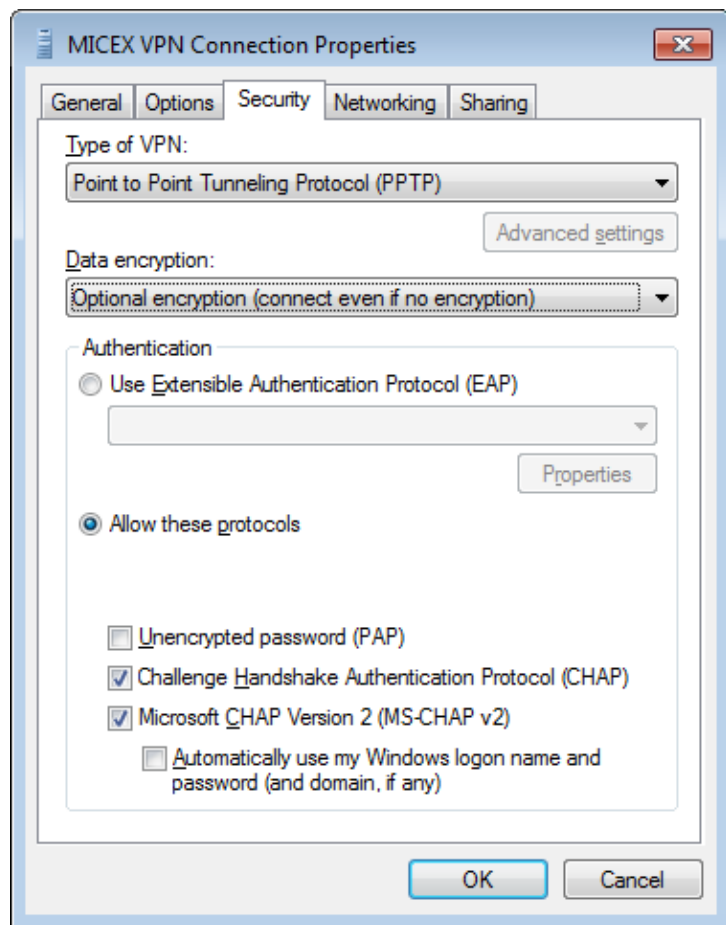 MICEX VPN Connection Properties
General Options Security Networking Sharing
Type of VPN:
Point to Point Tunneling Protocol (PPTP)
Advanced settings
Data encryption:
Optional encryption (connect even if no encryption)
Authentication
Use Extensible Authentication Protocol (EAP)
Properties
Allow these protocols
Unencrypted password (PAP)
Challenge Handshake Authentication Protocol (CHAP)
Microsoft CHAP Version 2 (MS-CHAP v2)
Automatically use my Windows logon name and
password (and domain, if any)
OK Cancel